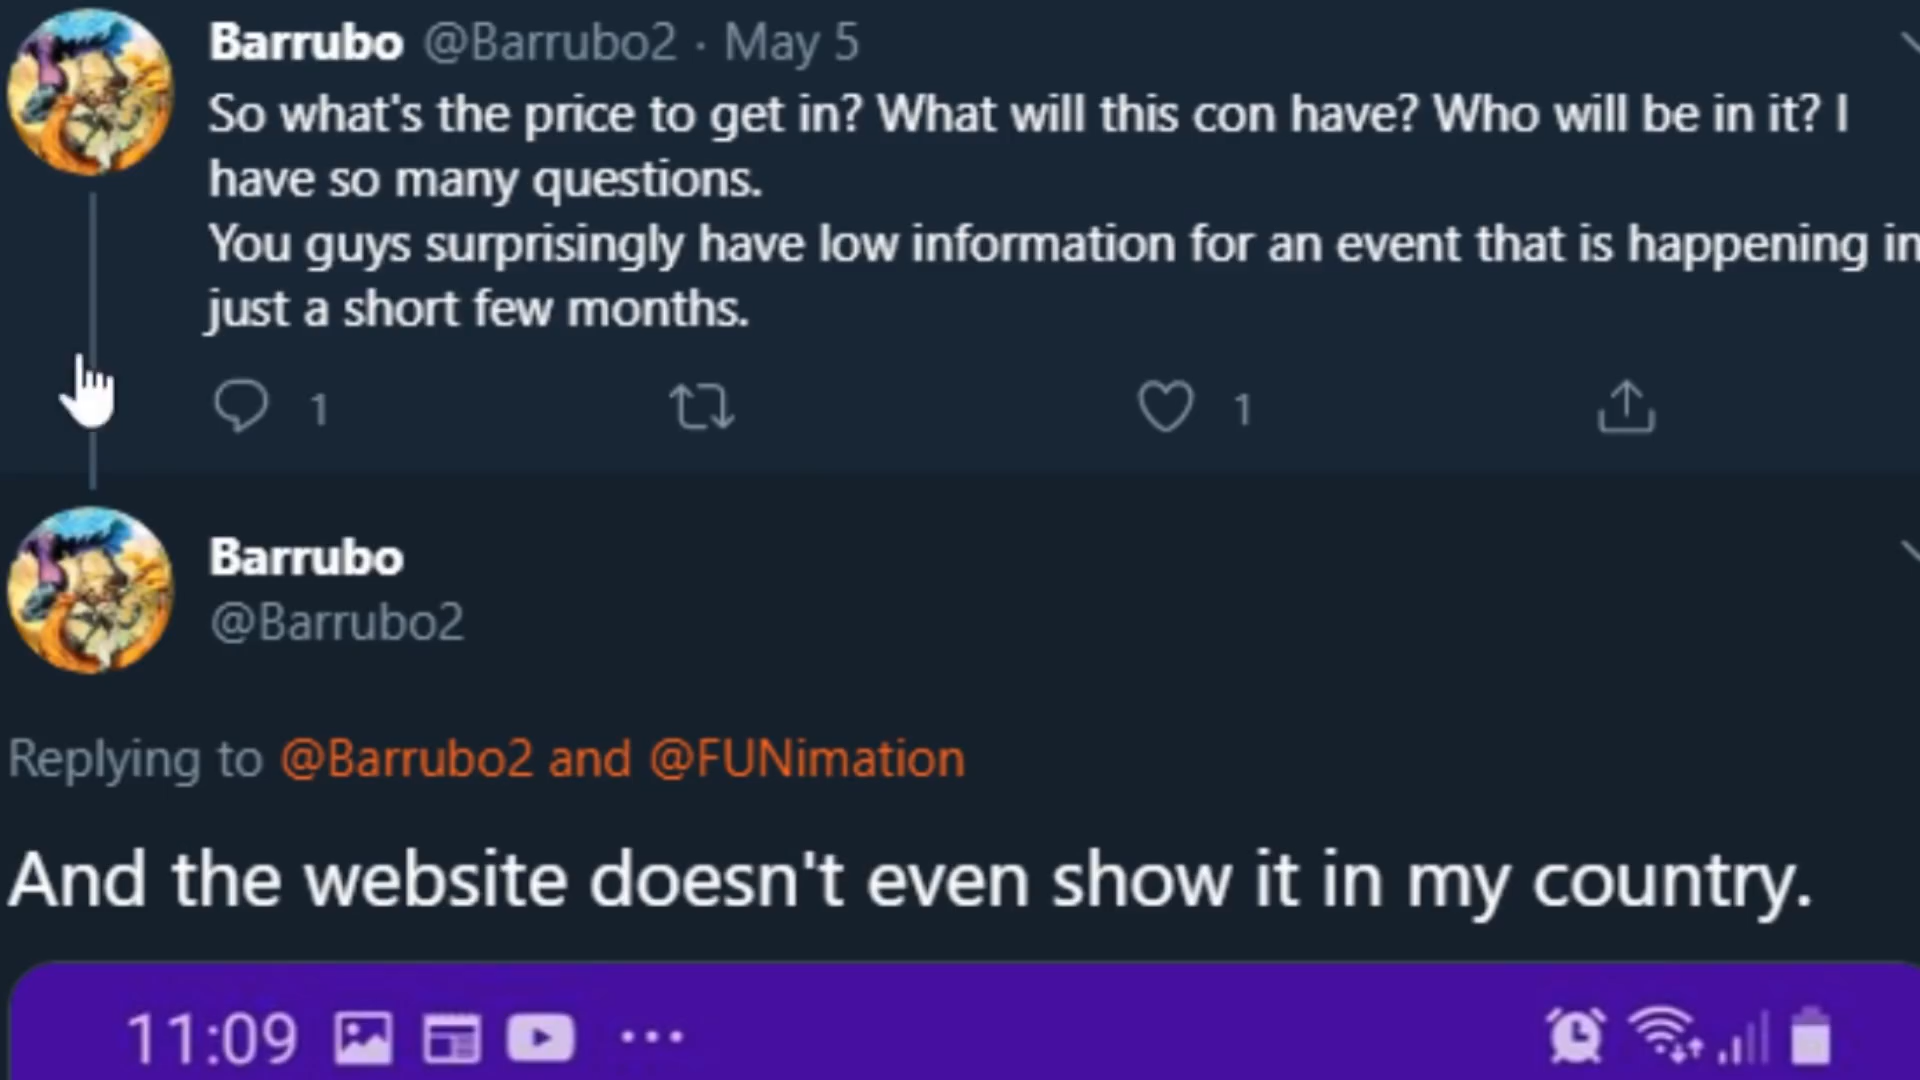 Barrubo @Barrubo2 · May 5
So what's the price to get in? What will this con have? Who will be in it? I
have so many questions.
You guys surprisingly have low information for an event that is happening in
just a short few months.
1 1
Barrubo
@Barrubo2
Replying to @Barrubo2 and @FUNimation
And the website doesn't even show it in my country.
11:09